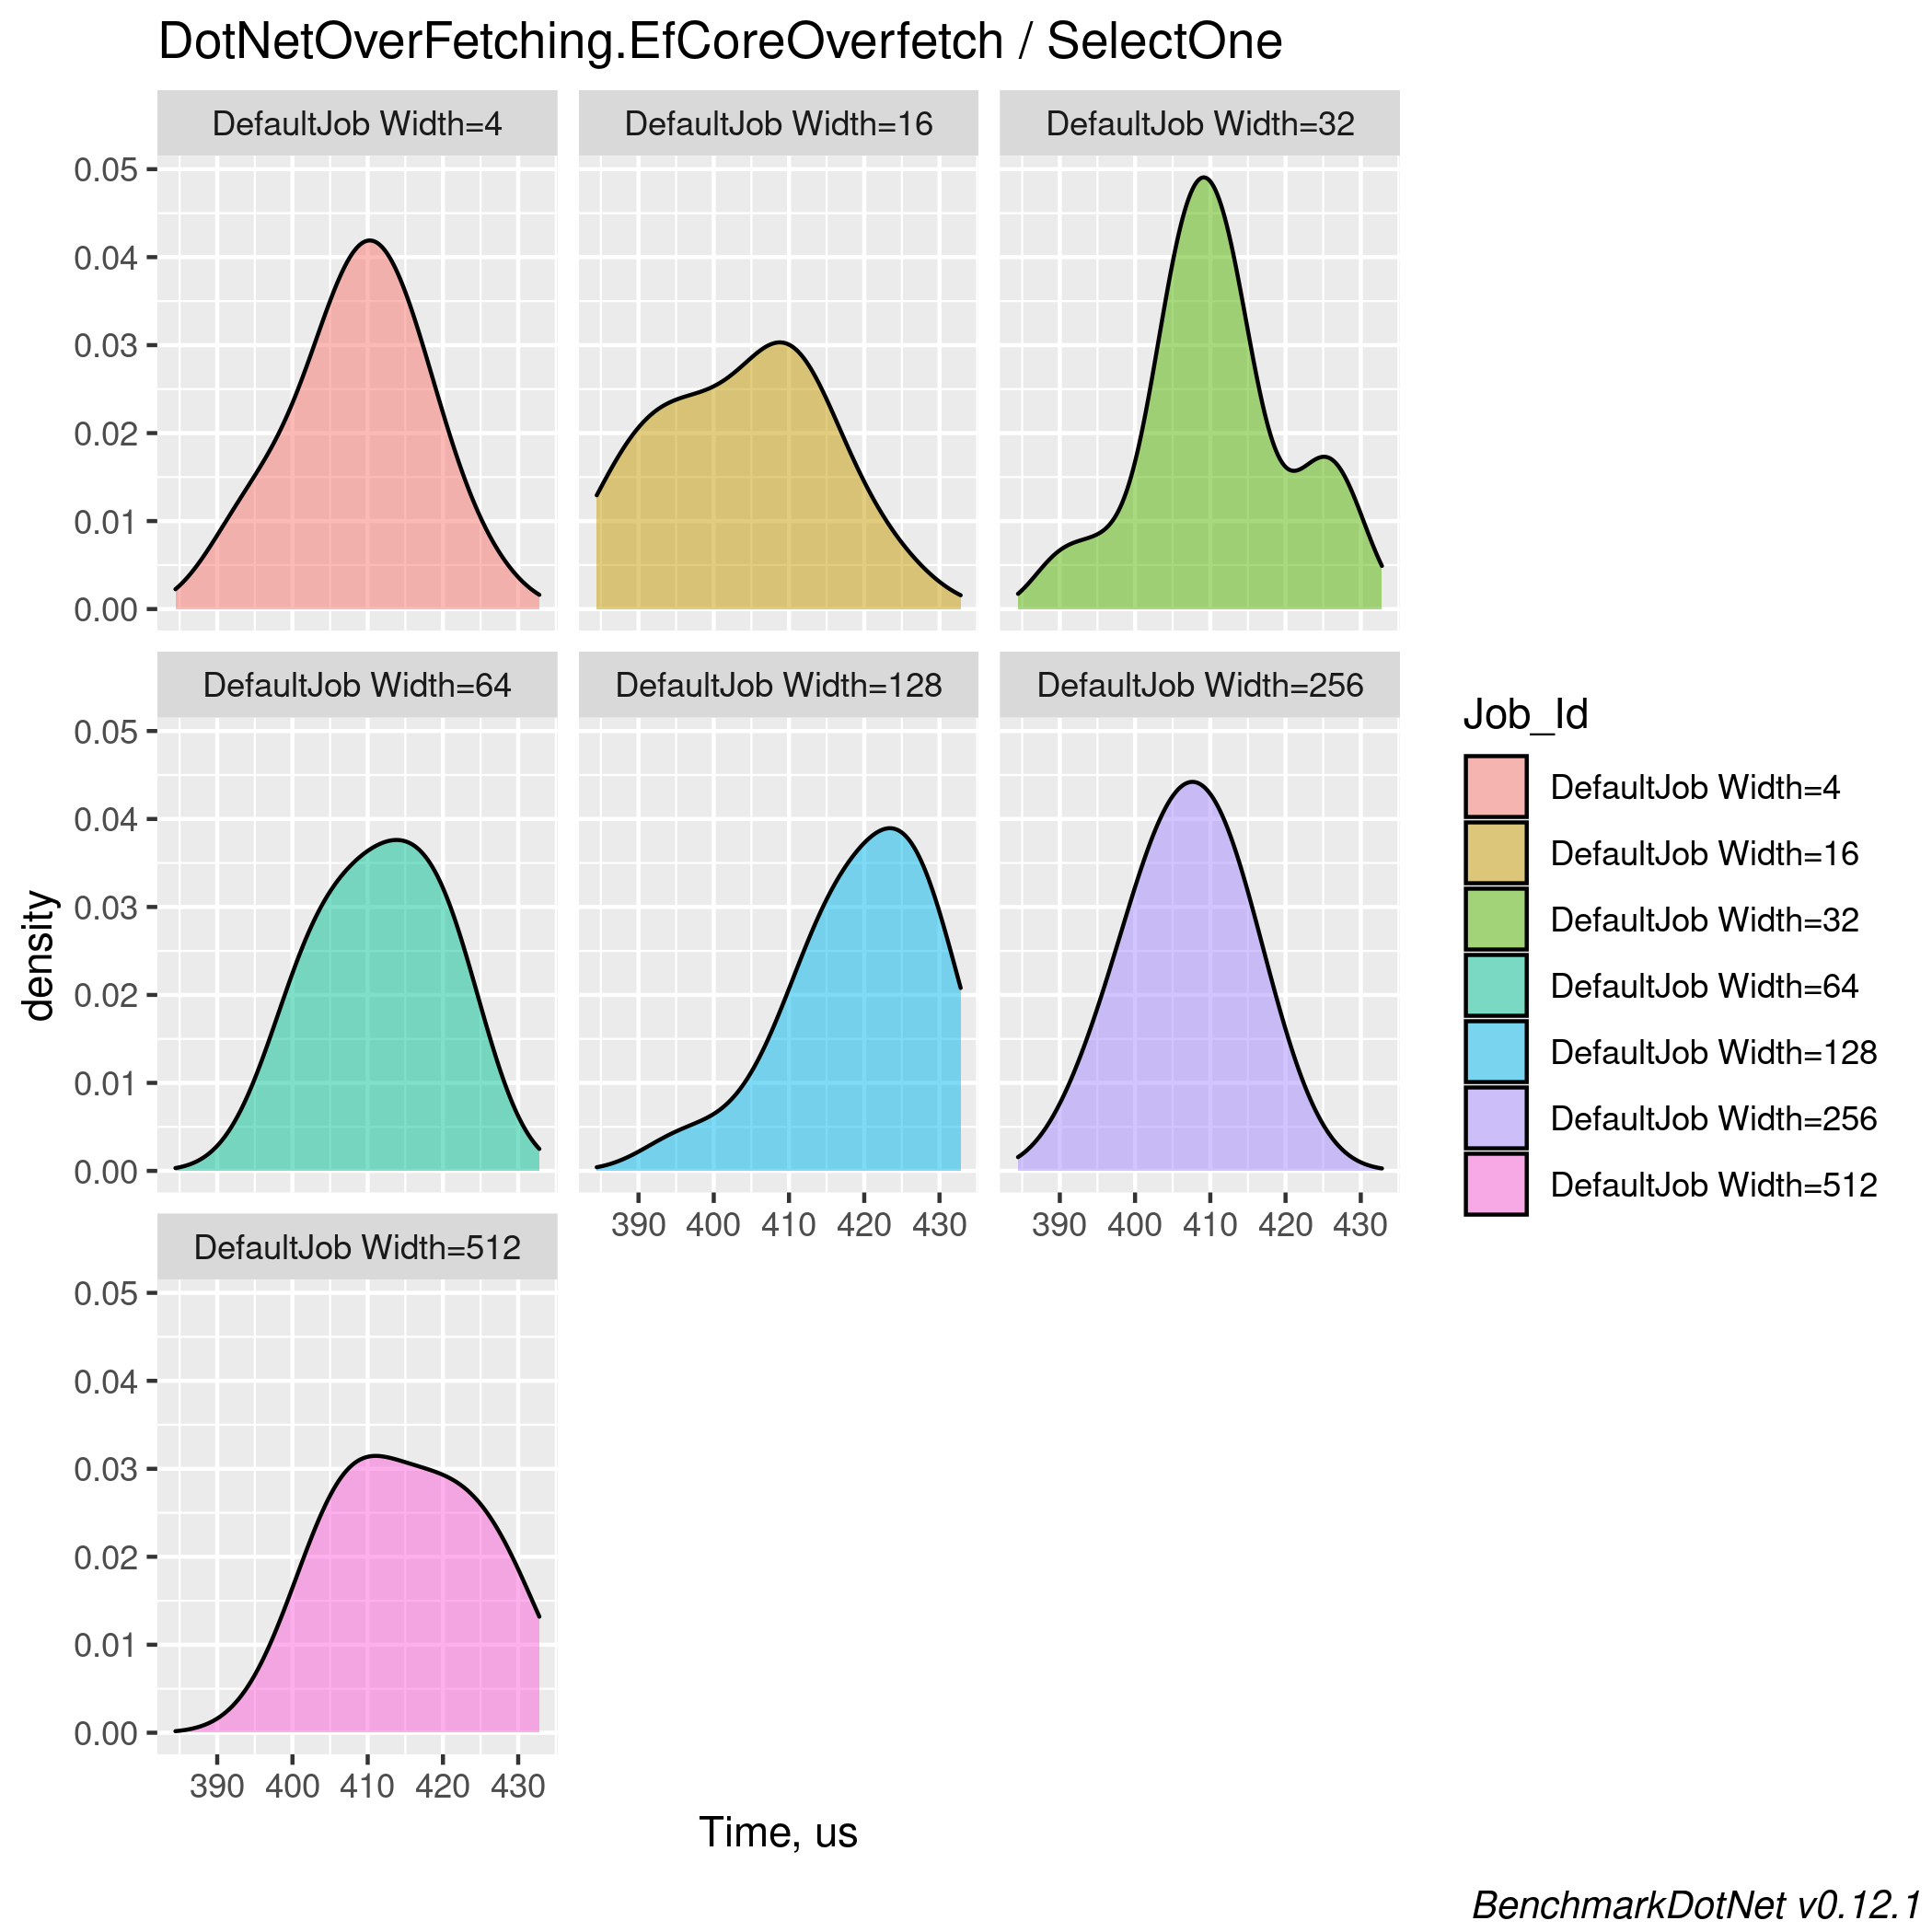 DotNetOverFetching.EfCoreOverfetch / SelectOne
DefaultJob Width=4
DefaultJob Width=16
DefaultJob Width=32
0.05
0.04
0.03
0.02
0.01
0.00
DefaultJob Width=64
DefaultJob Width=128
DefaultJob Width=256
0.05
0.04
0.03
0.02
0.01
0.00
390 400 410 420 430
390 400 410 420 430
DefaultJob Width=512
0.05
0.04
0.03
0.02
0.01
0.00
390 400 410 420 430
density
Time, us
Job_Id
DefaultJob Width=4
DefaultJob Width=16
DefaultJob Width=32
DefaultJob Width=64
DefaultJob Width=128
DefaultJob Width=256
DefaultJob Width=512
BenchmarkDotNet v0.12.1